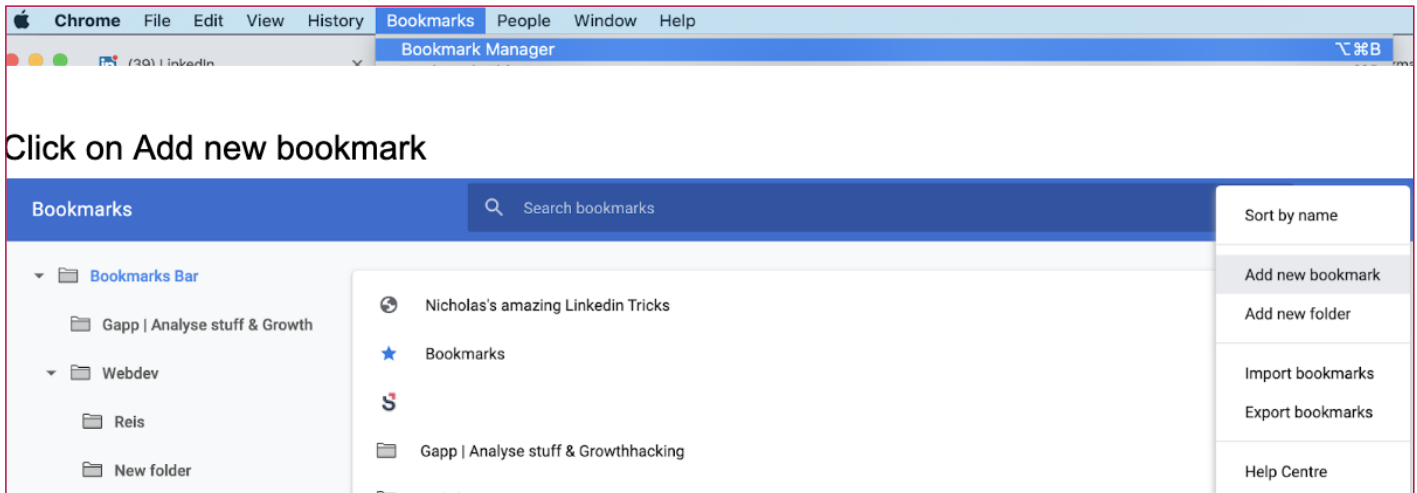 Chrome File Edit View History Bookmarks People Window Help
Bookmark Manager ⌥⌘B
(39) LinkedIn
Click on Add new bookmark
Bookmarks
Search bookmarks
Sort by name
Add new bookmark
Add new folder
Import bookmarks
Export bookmarks
Help Centre
Bookmarks Bar
Gapp | Analyse stuff & Growth
Webdev
Reis
New folder
Nicholas's amazing Linkedin Tricks
Bookmarks
Gapp | Analyse stuff & Growthhacking